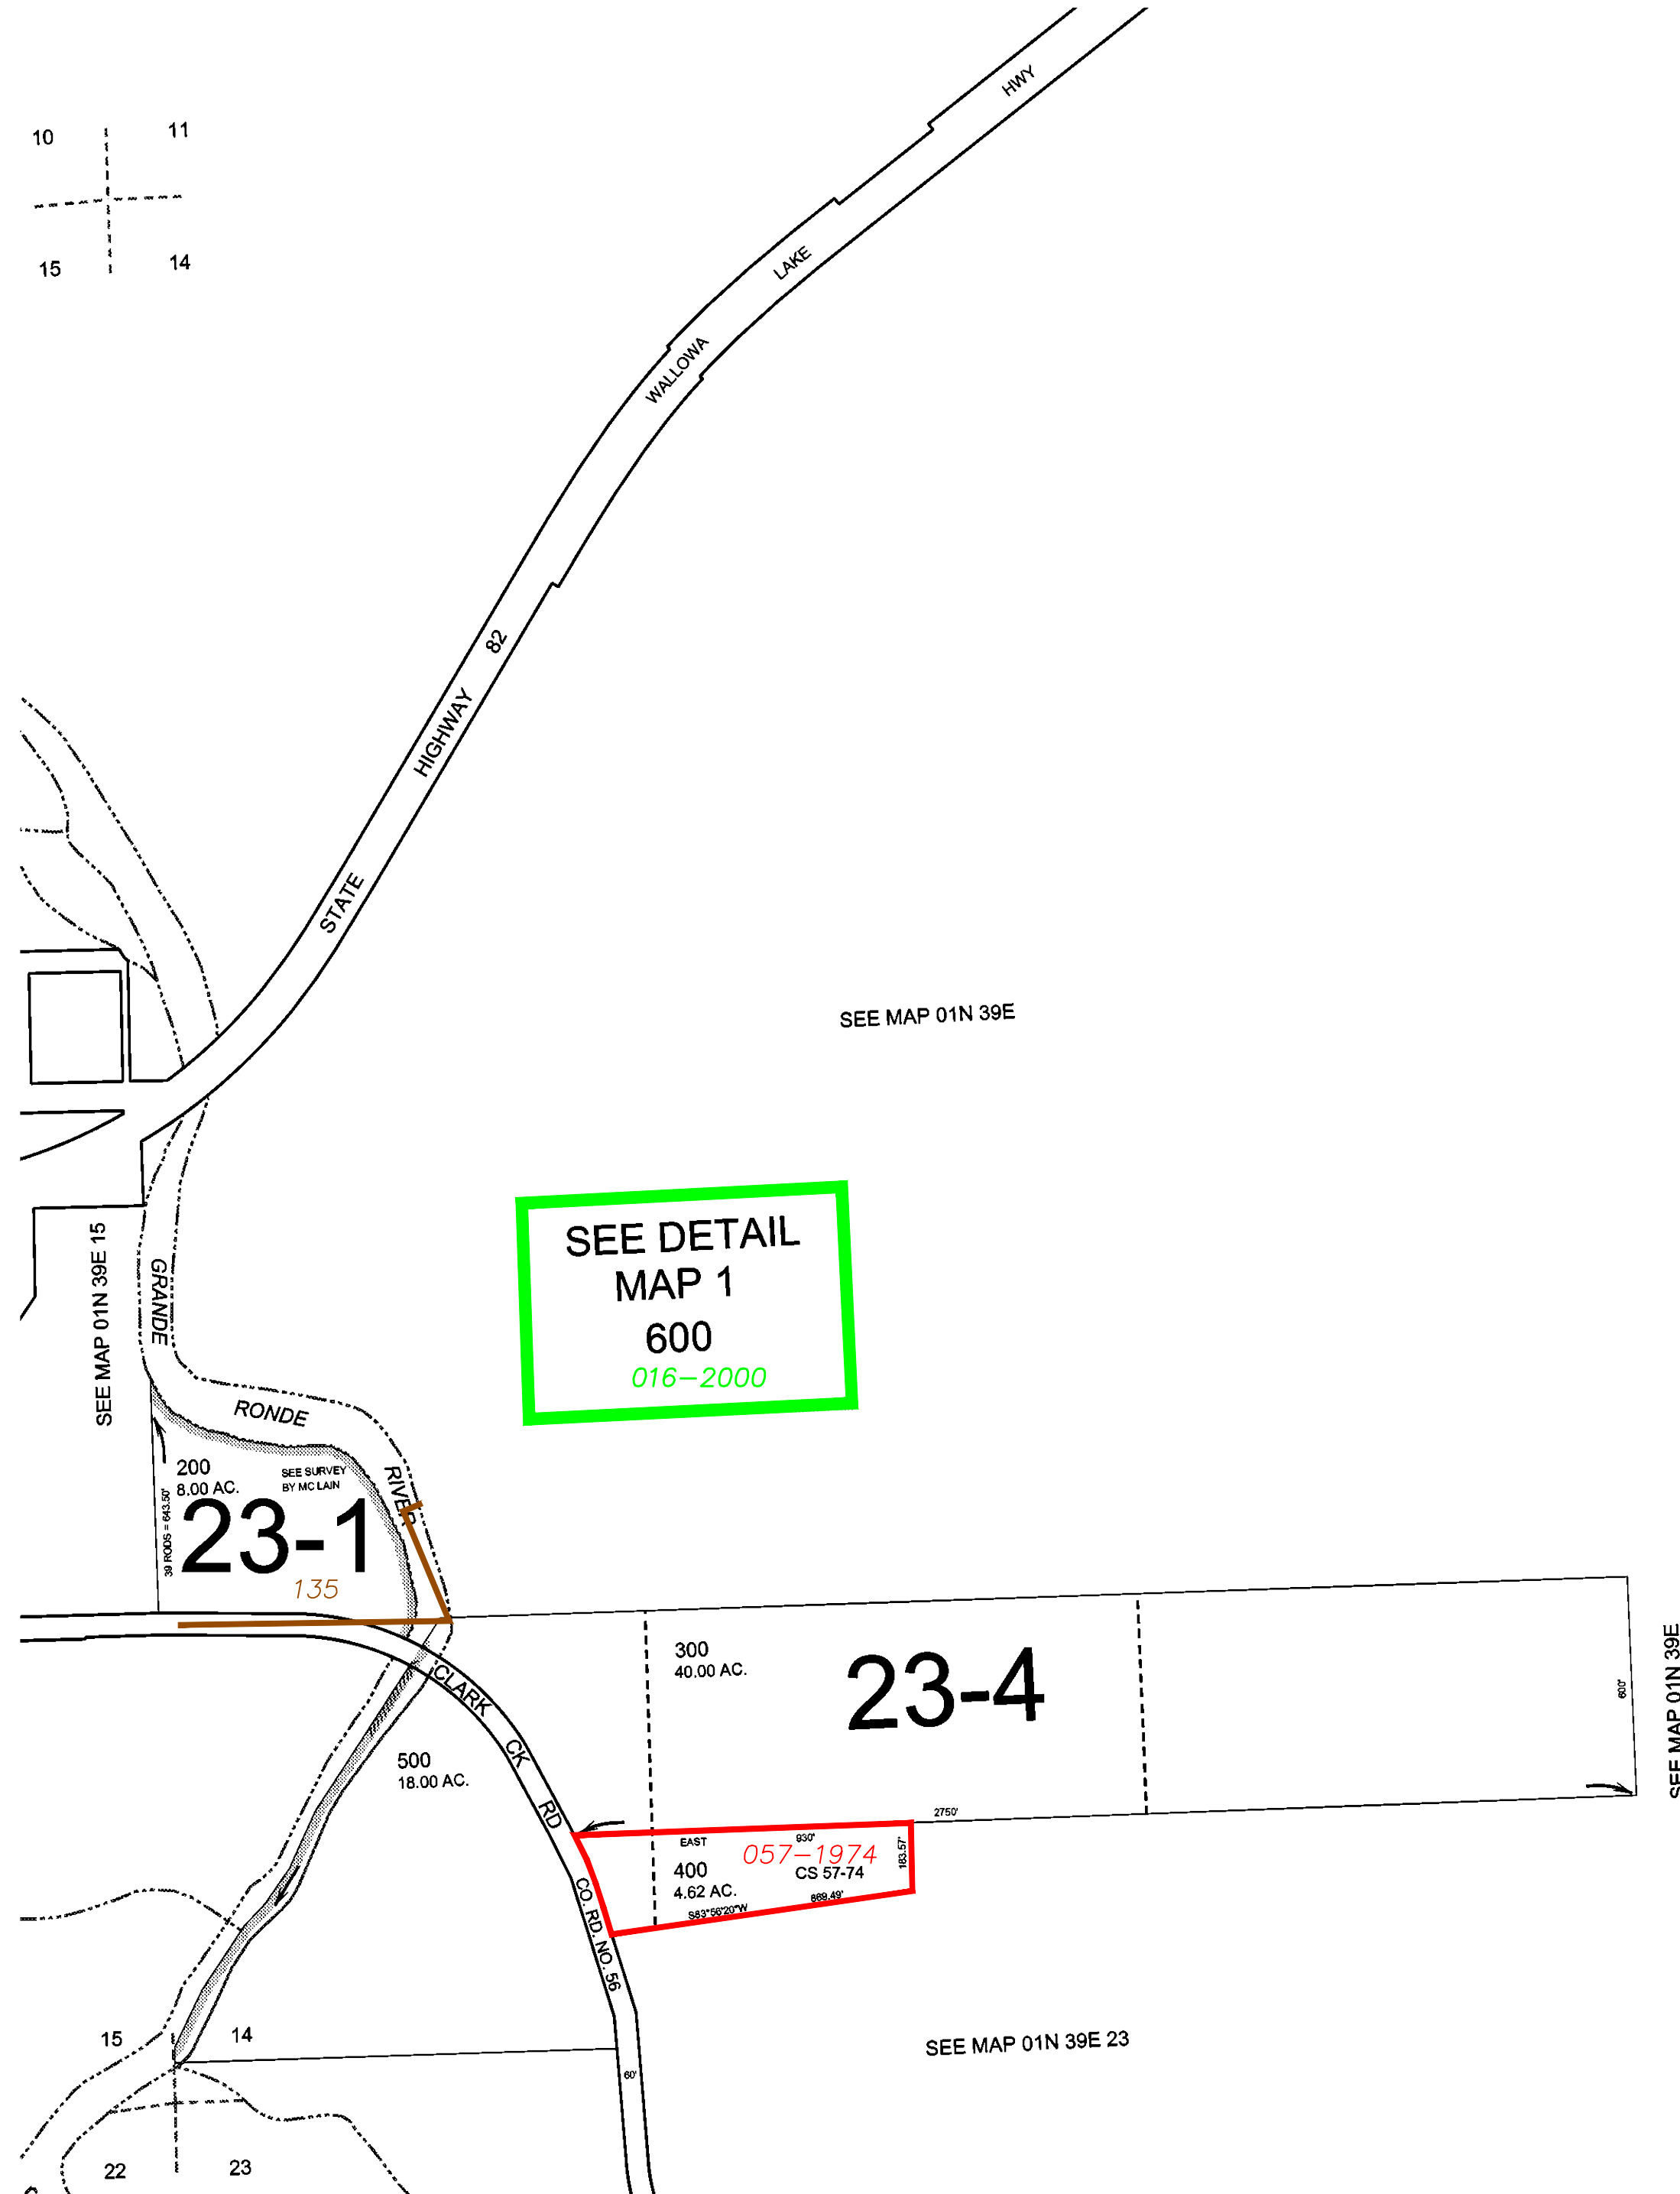 HWY
10 11
15 14
LAKE
WALLOWA
82
HIGHWAY
STATE
SEE MAP 01N 39E
SEE DETAIL
MAP 1
600
016-2000
SEE MAP 01N 39E 15
GRANDE
RONDE
RIVER
200
8.00 AC.
SEE SURVEY
BY MC LAIN
39 RODS = 643.50'
23-1
135
300
40.00 AC.
23-4
600'
SEE MAP 01N 39E
CLARK
CK
RD
500
18.00 AC.
2750'
EAST
930'
057-1974
CS 57-74
400
4.62 AC.
183.57'
869.49'
S83°56'20"W
CO. RD. NO. 56
15 14
SEE MAP 01N 39E 23
60'
22 23